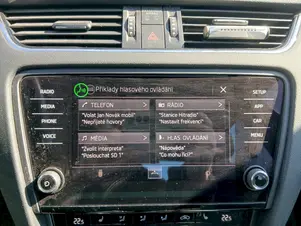 Příklady hlasového ovládání
RADIO
MEDIA
PHONE
VOICE
TELEFON
"Volat Jan Novák mobil"
"Nepřijaté hovory"
RÁDIO
"Stanice Hitradio"
"Nastavit frekvenci"
MÉDIA
"Zvolit interpreta"
"Poslouchat SD 1"
HLAS. OVLÁDÁNÍ
"Nápověda"
"Co mohu říci?"
SETUP
APP
CAR
MENU
22.5
22.5